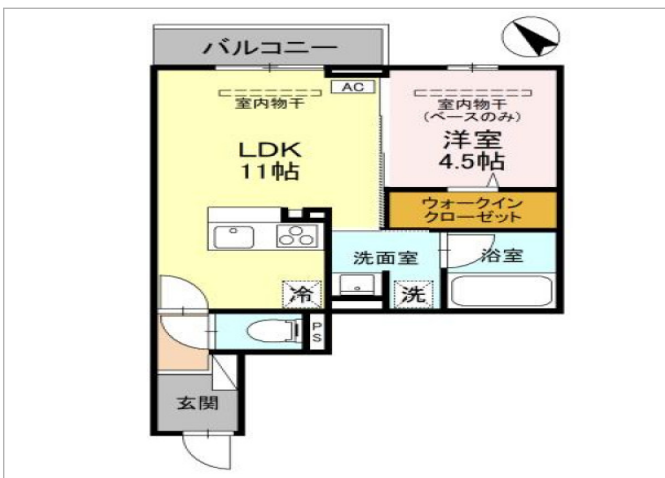 バルコニー
AC
室内物干
室内物干
(ベースのみ)
LDK
11帖
洋室
4.5帖
ウォークイン
クローゼット
洗面室
浴室
冷
洗
PS
玄関